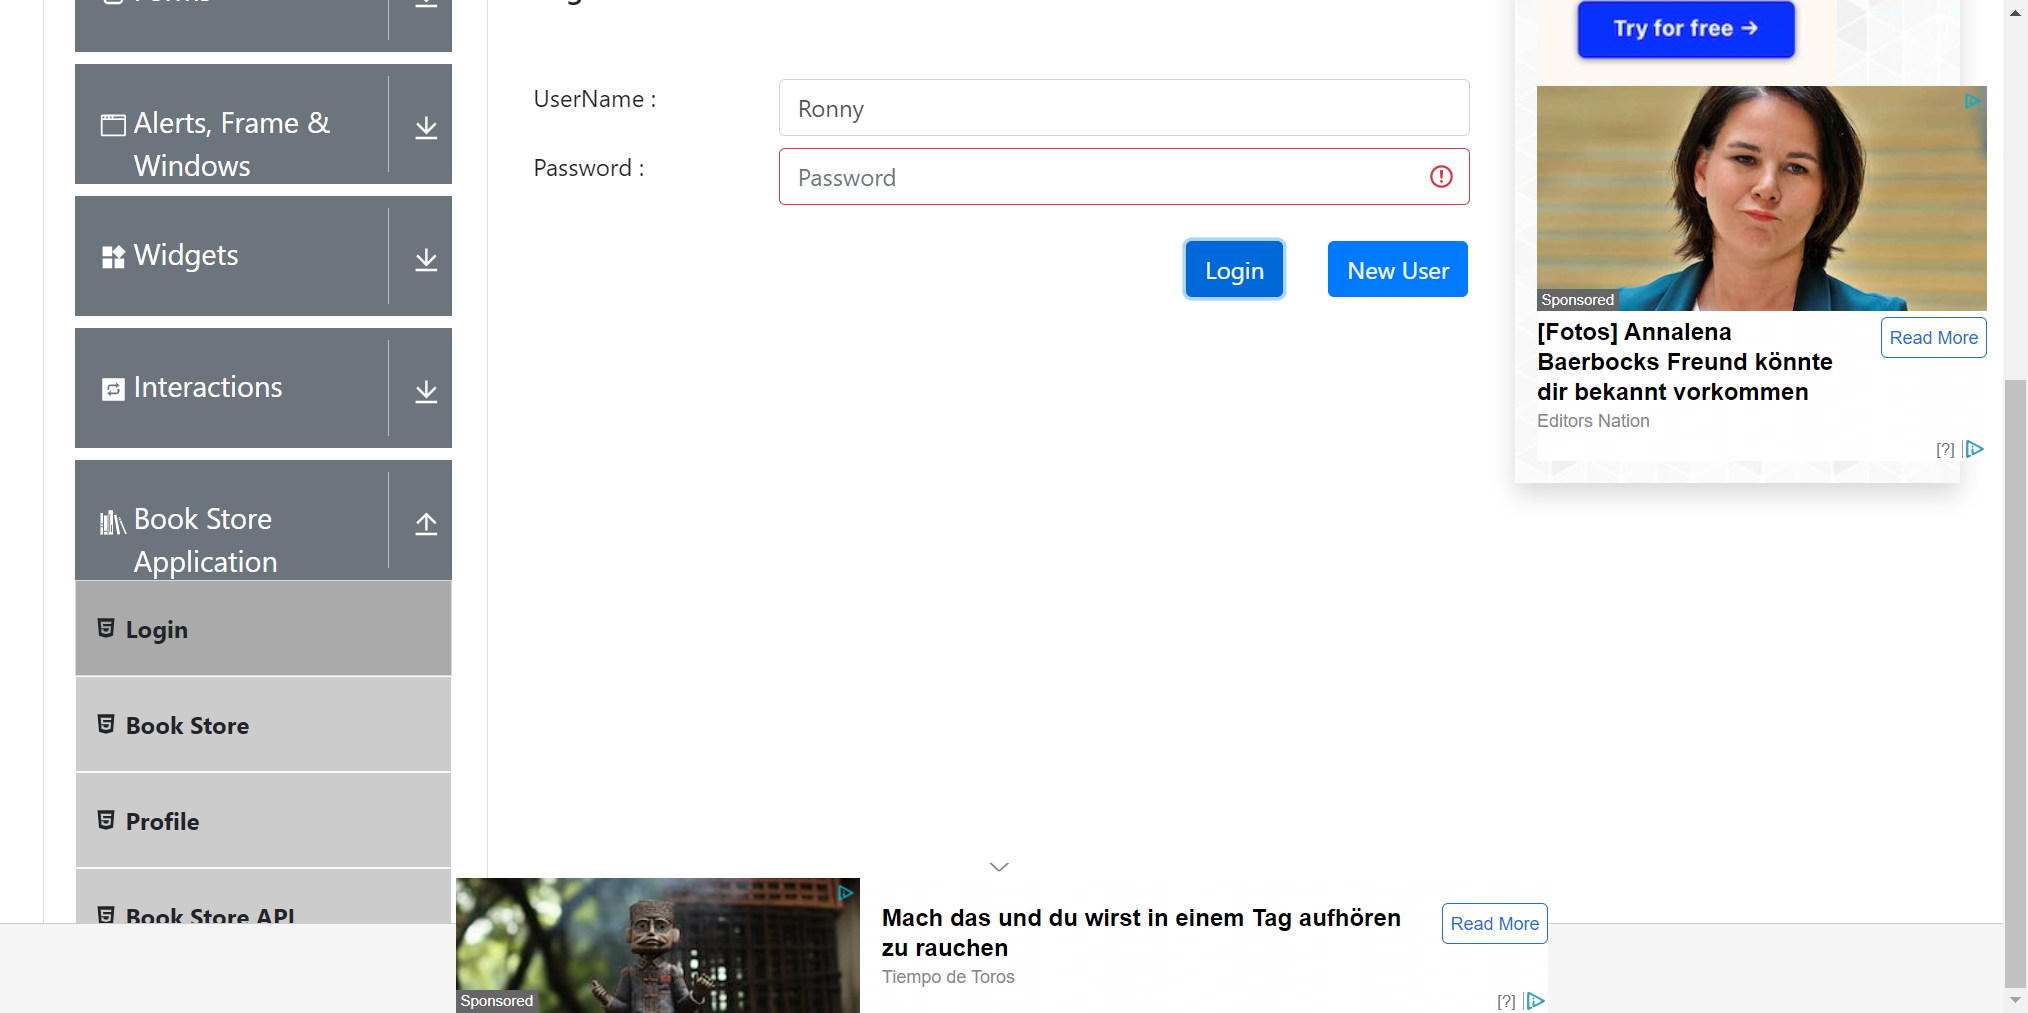 Try for free →
UserName :
Ronny
Password :
Password
Login
New User
Alerts, Frame &
Windows
Widgets
Interactions
Book Store
Application
Login
Book Store
Profile
Book Store API
Sponsored
[Fotos] Annalena
Baerbocks Freund könnte
dir bekannt vorkommen
Read More
Editors Nation
[?]
Sponsored
Mach das und du wirst in einem Tag aufhören
zu rauchen
Tiempo de Toros
Read More
[?]